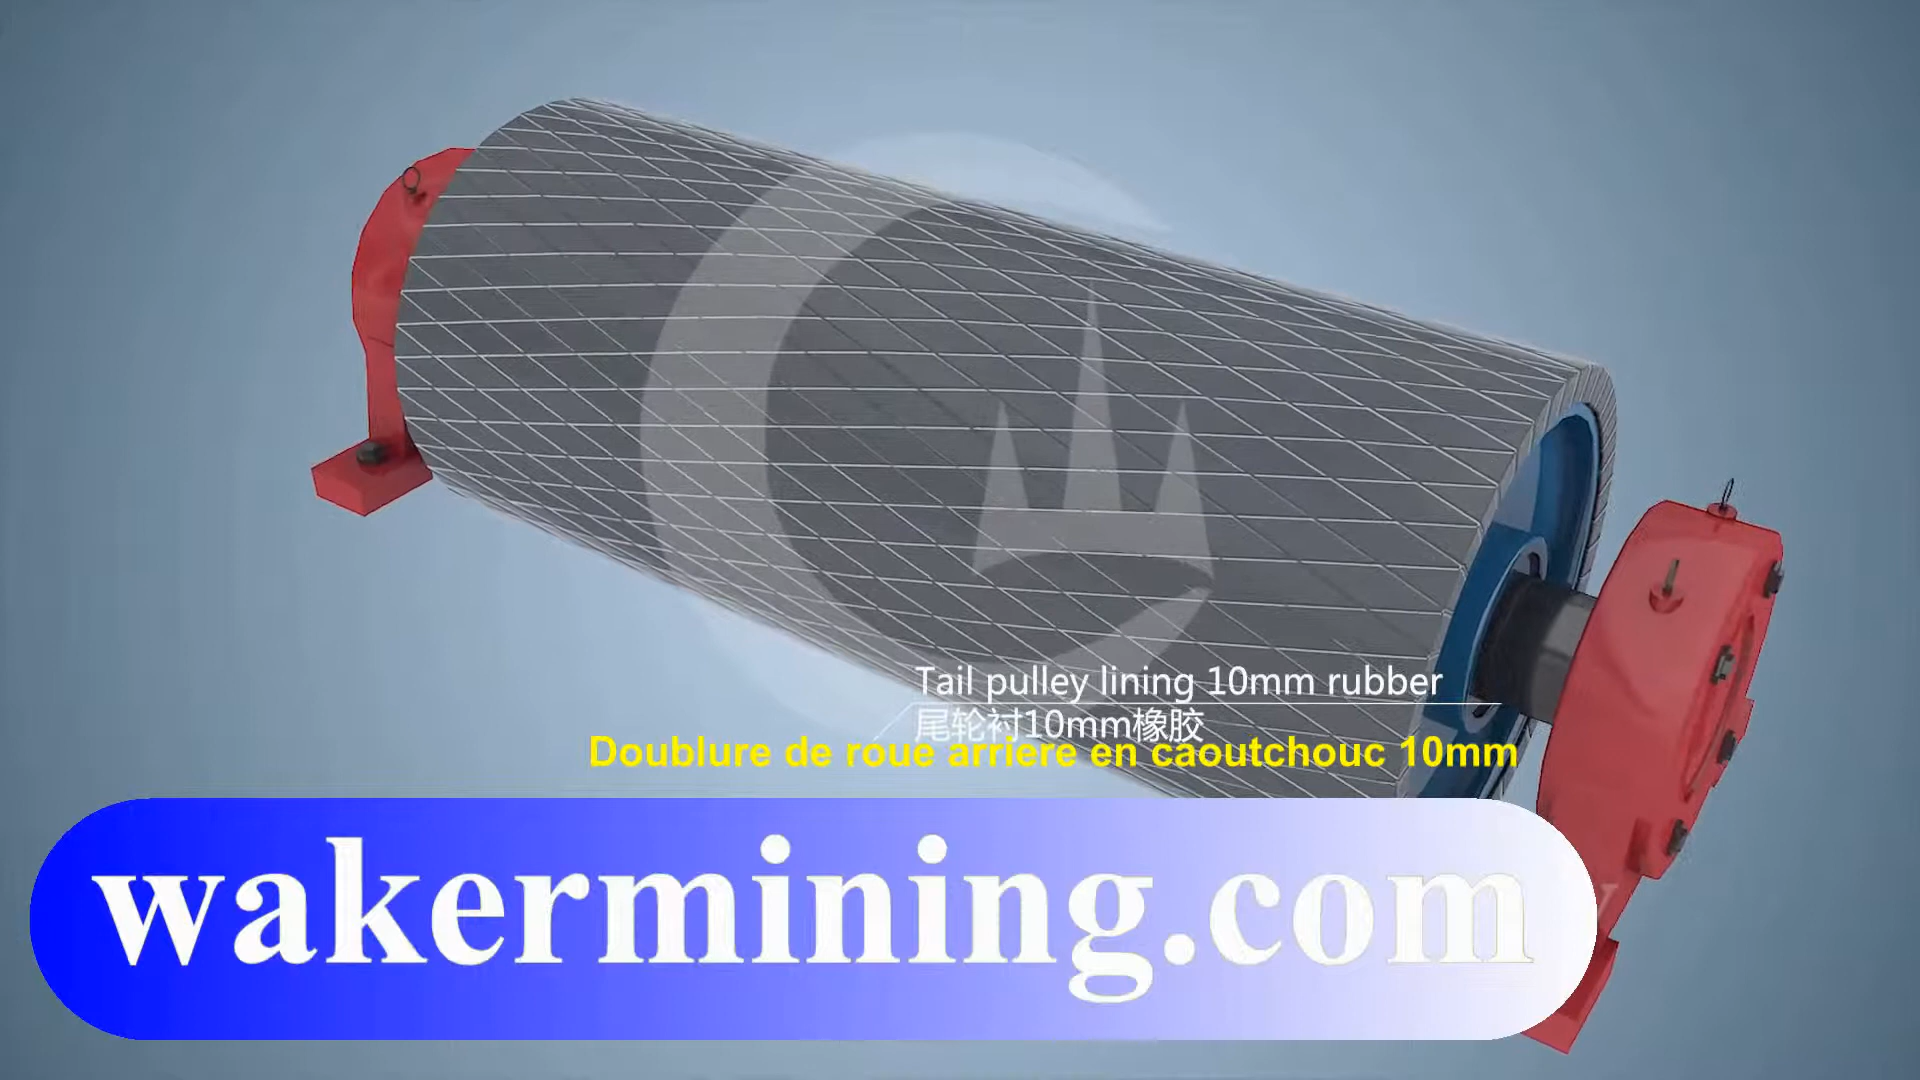 Tail pulley lining 10mm rubber
尾轮衬10mm橡胶
Doublure de roue arriere en caoutchouc 10mm
wakermining.com